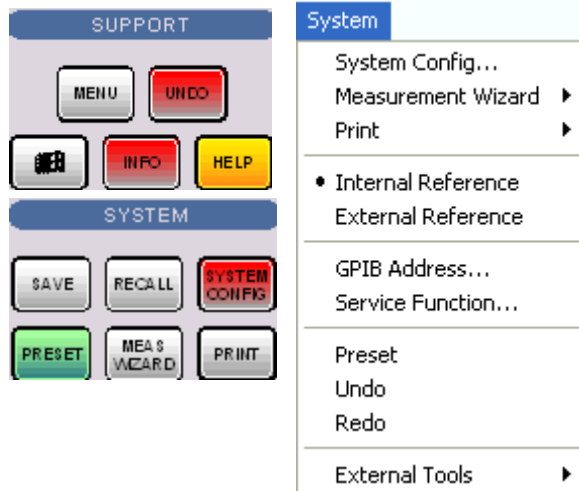 SUPPORT
MENU
UNDO
INFO
HELP
SYSTEM
SAVE
RECALL
SYSTEM
CONFIG
PRESET
MEAS
WIZARD
PRINT
System
System Config...
Measurement Wizard
Print
Internal Reference
External Reference
GPIB Address...
Service Function...
Preset
Undo
Redo
External Tools